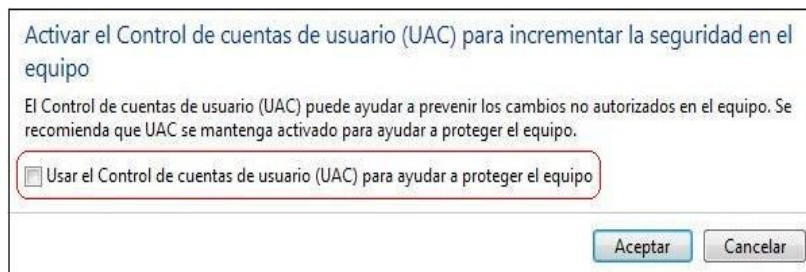 Activar el Control de cuentas de usuario (UAC) para incrementar la seguridad en el
equipo
El Control de cuentas de usuario (UAC) puede ayudar a prevenir los cambios no autorizados en el equipo. Se
recomienda que UAC se mantenga activado para ayudar a proteger el equipo.
Usar el Control de cuentas de usuario (UAC) para ayudar a proteger el equipo
Aceptar Cancelar